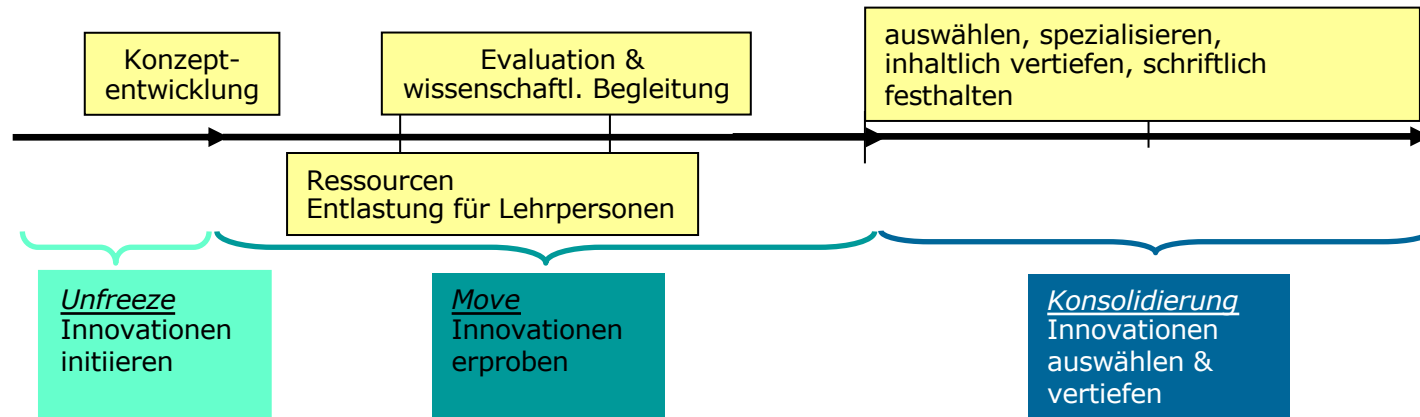 Konzept-
entwicklung
Evaluation &
wissenschaftl. Begleitung
auswählen, spezialisieren,
inhaltlich vertiefen, schriftlich
festhalten
Ressourcen
Entlastung für Lehrpersonen
Unfreeze
Innovationen
initiieren
Move
Innovationen
erproben
Konsolidierung
Innovationen
auswählen &
vertiefen